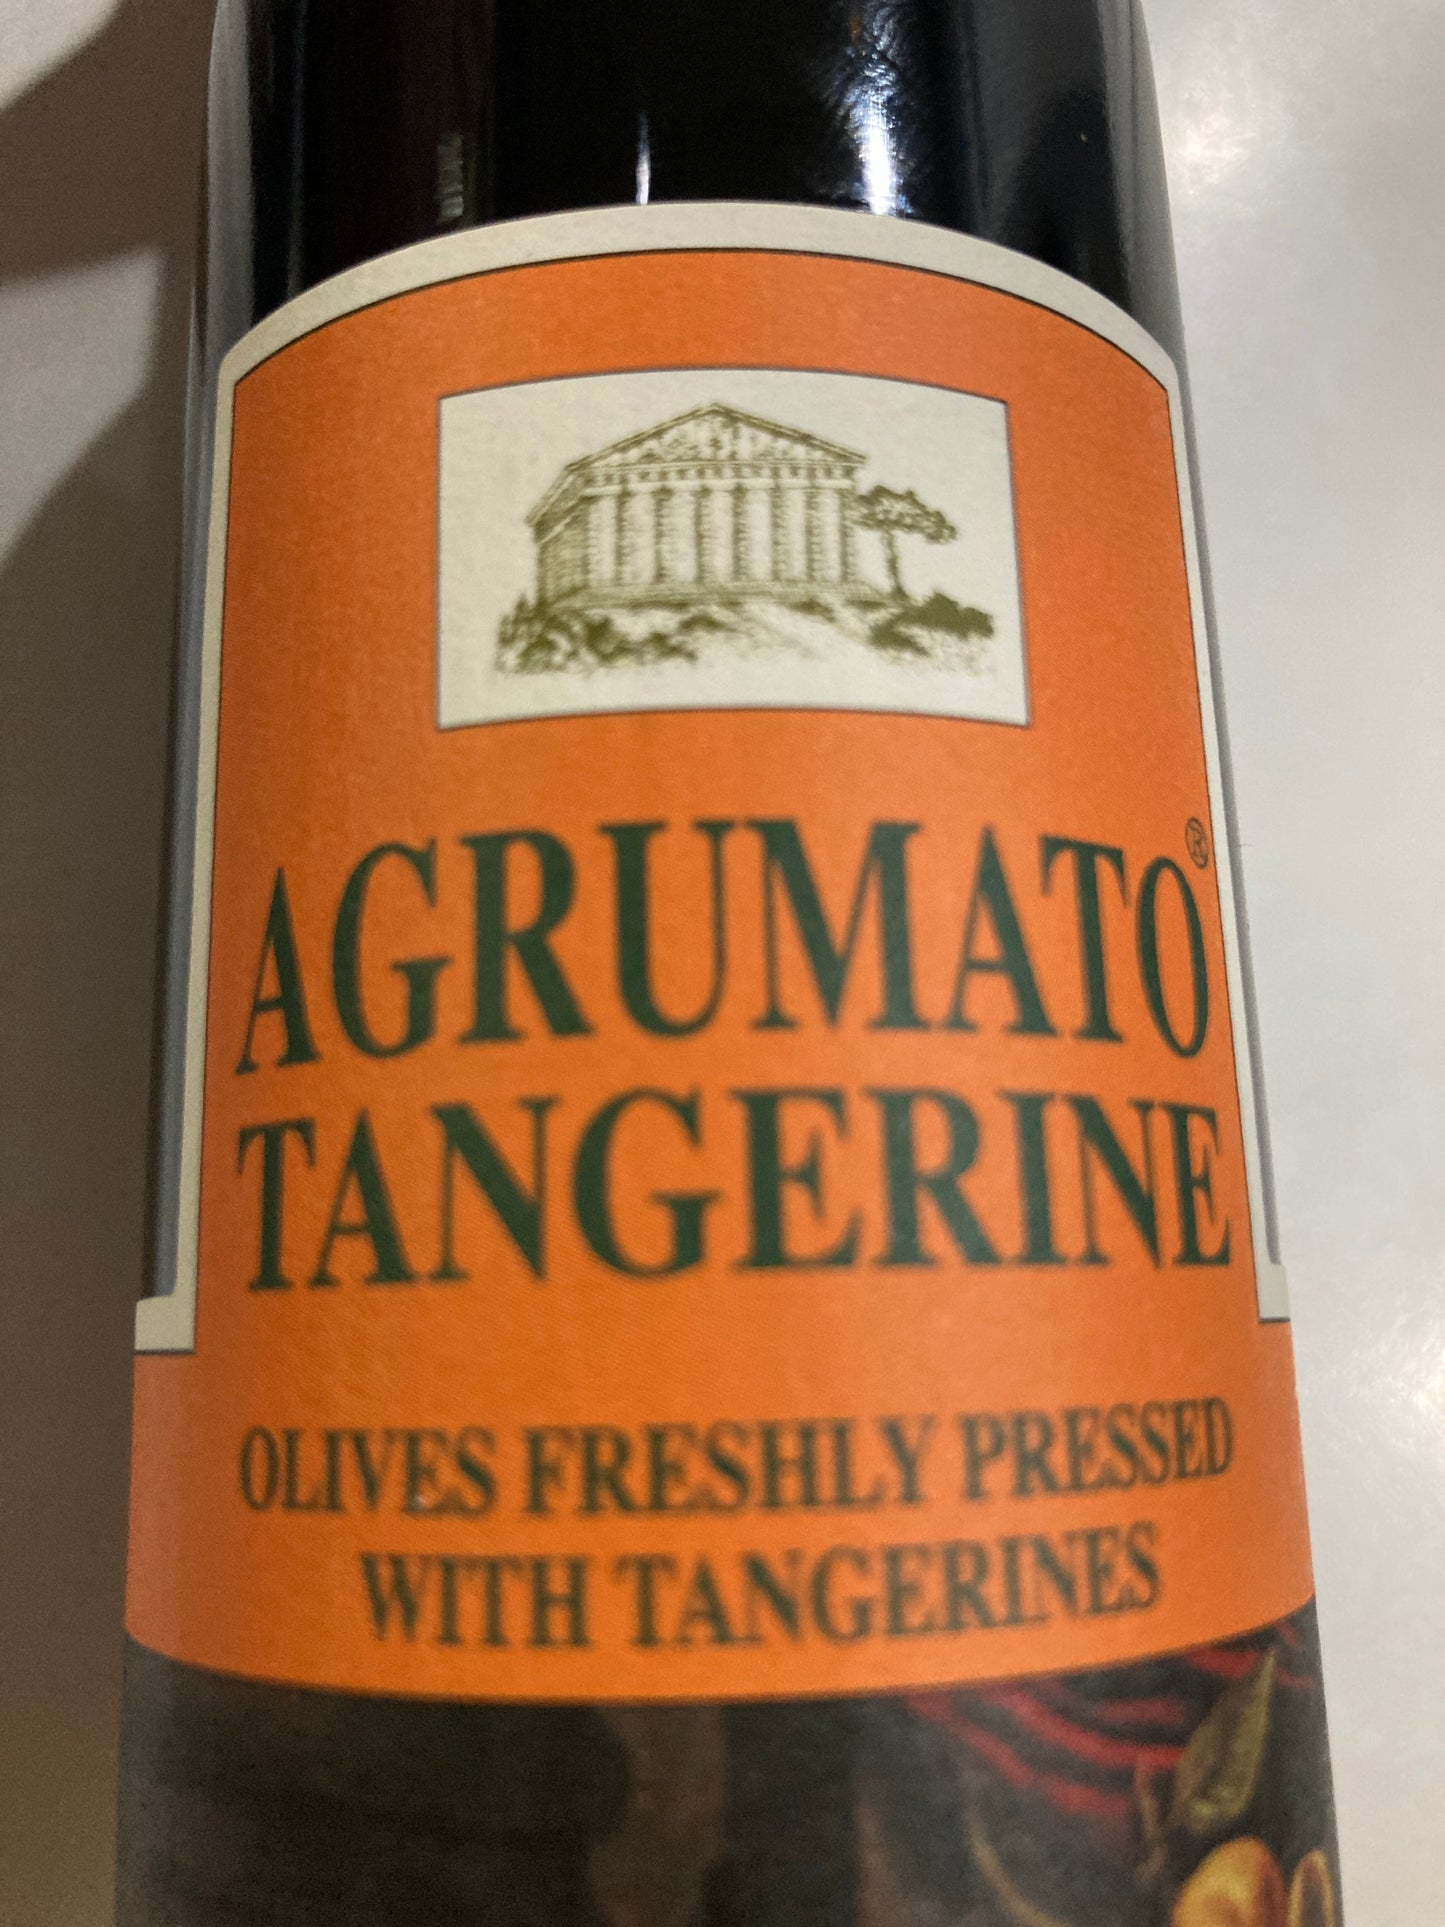 AGRUMATO®
TANGERINE
OLIVES FRESHLY PRESSED
WITH TANGERINES